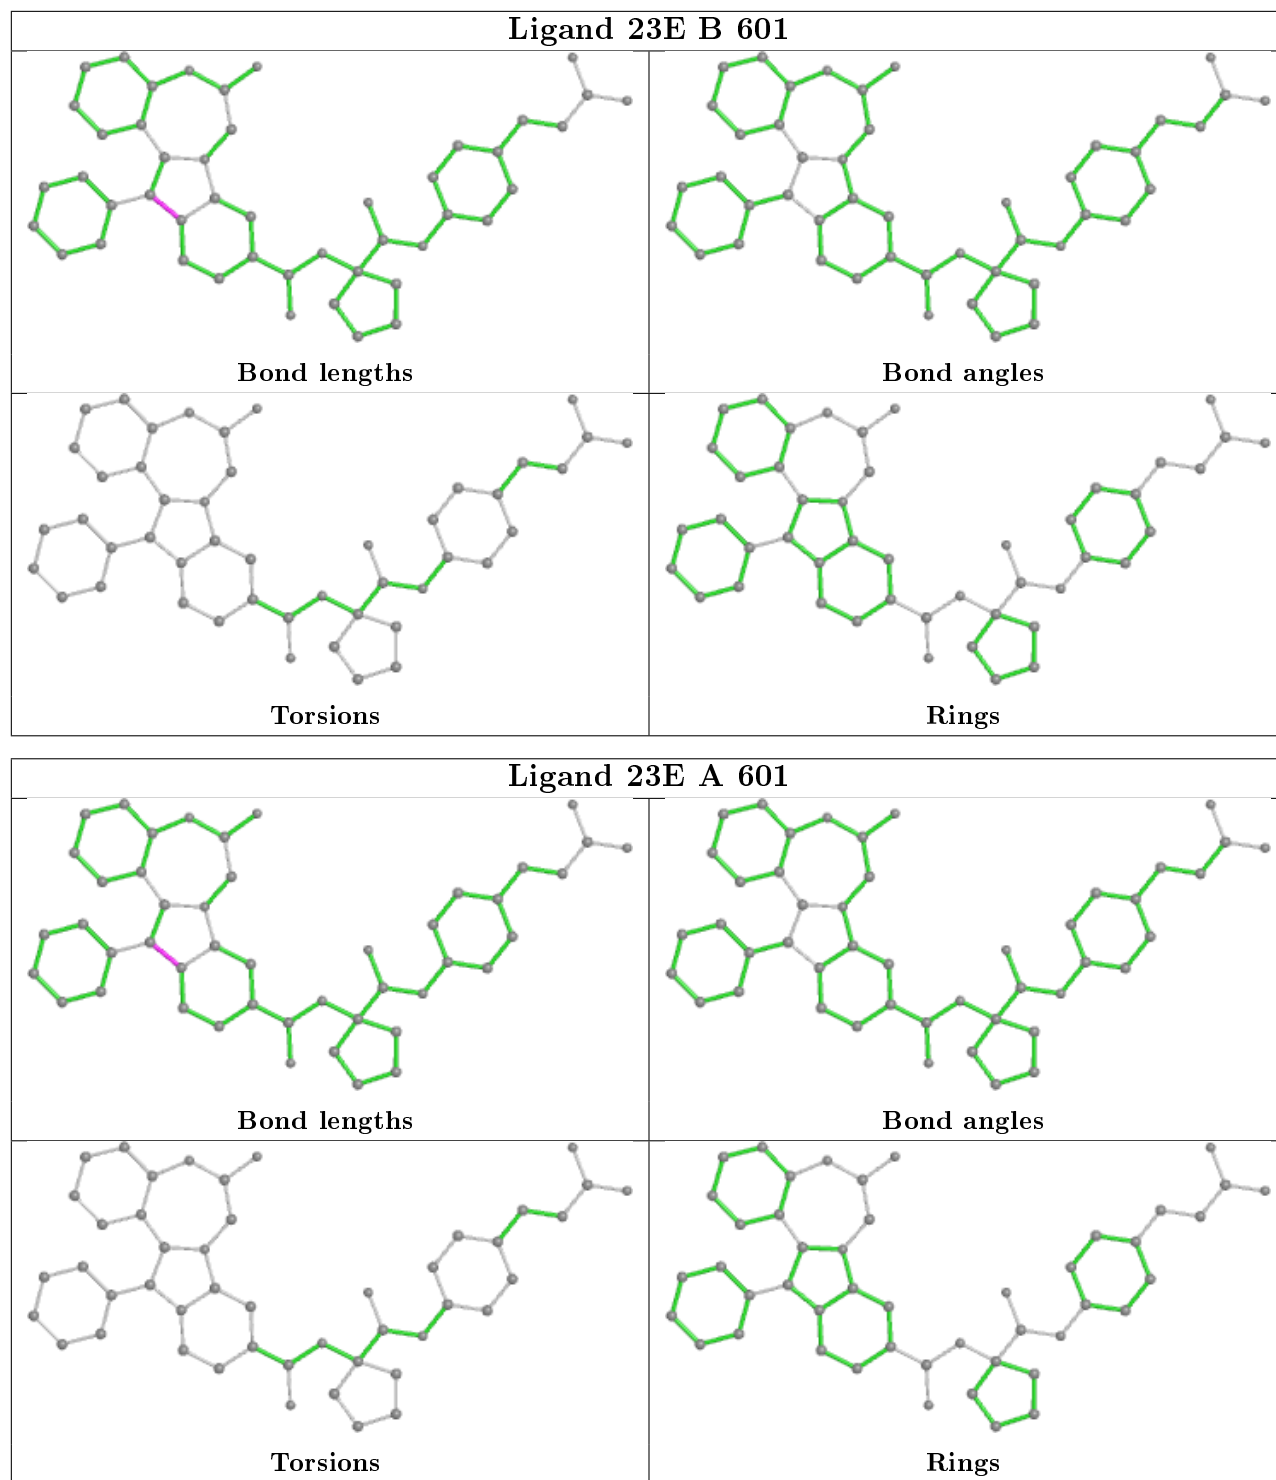 Ligand 23E B 601
Bond lengths
Bond angles
Torsions
Rings
Ligand 23E A 601
Bond lengths
Bond angles
Torsions
Rings